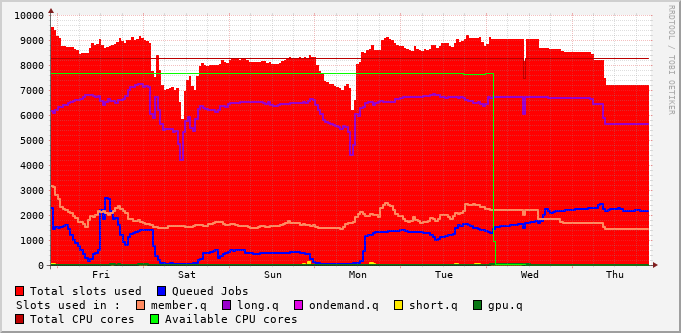 10000
9000
8000
7000
6000
5000
4000
3000
2000
1000
0
Fri Sat Sun Mon Tue Wed Thu
RRDTOOL / TOBI OETIKER
Total slots used Queued Jobs
Slots used in : member.q long.q ondemand.q short.q gpu.q
Total CPU cores Available CPU cores